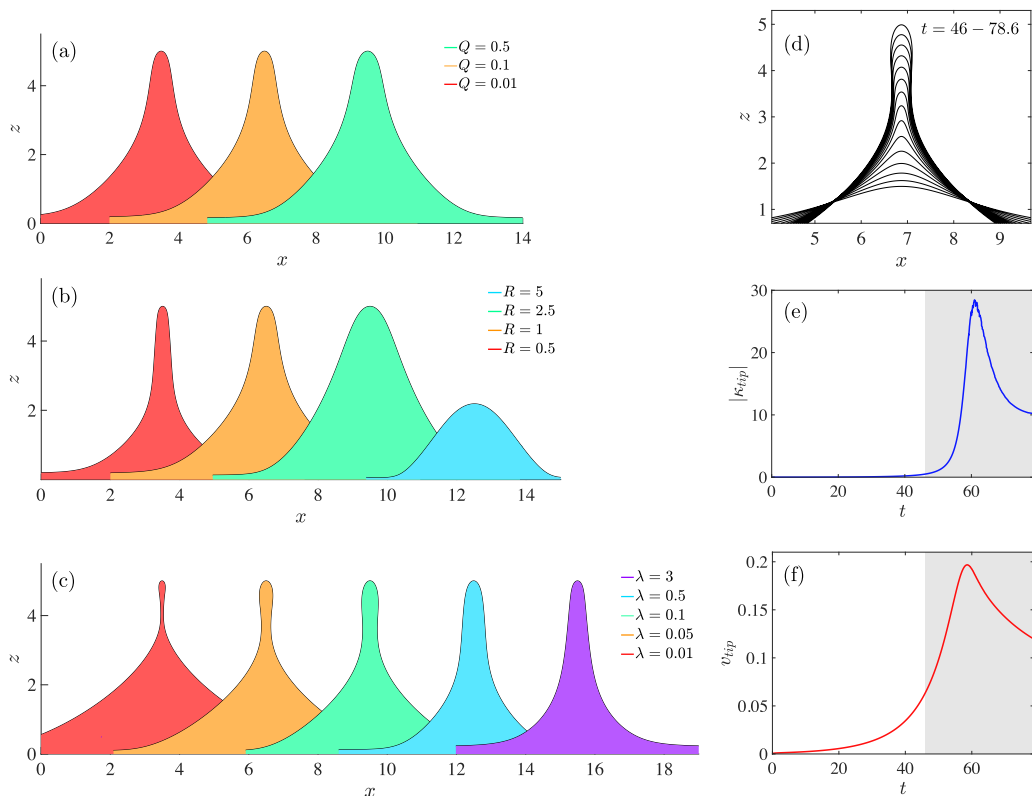 (a)
Q = 0.5
Q = 0.1
Q = 0.01
z
4
2
0
0 2 4 6 8 10 12 14
x
(b)
R = 5
R = 2.5
R = 1
R = 0.5
z
4
2
0 2 4 6 8 10 12 14
x
(c)
λ = 3
λ = 0.5
λ = 0.1
λ = 0.05
λ = 0.01
z
4
2
0
0 2 4 6 8 10 12 14 16 18
x
(d)
t = 46 − 78.6
z
5
4
3
2
1
5 6 7 8 9
x
(e)
|κtip|
30
20
10
0
0 20 40 60
t
(f)
vtip
0.2
0.15
0.1
0.05
0
0 20 40 60
t